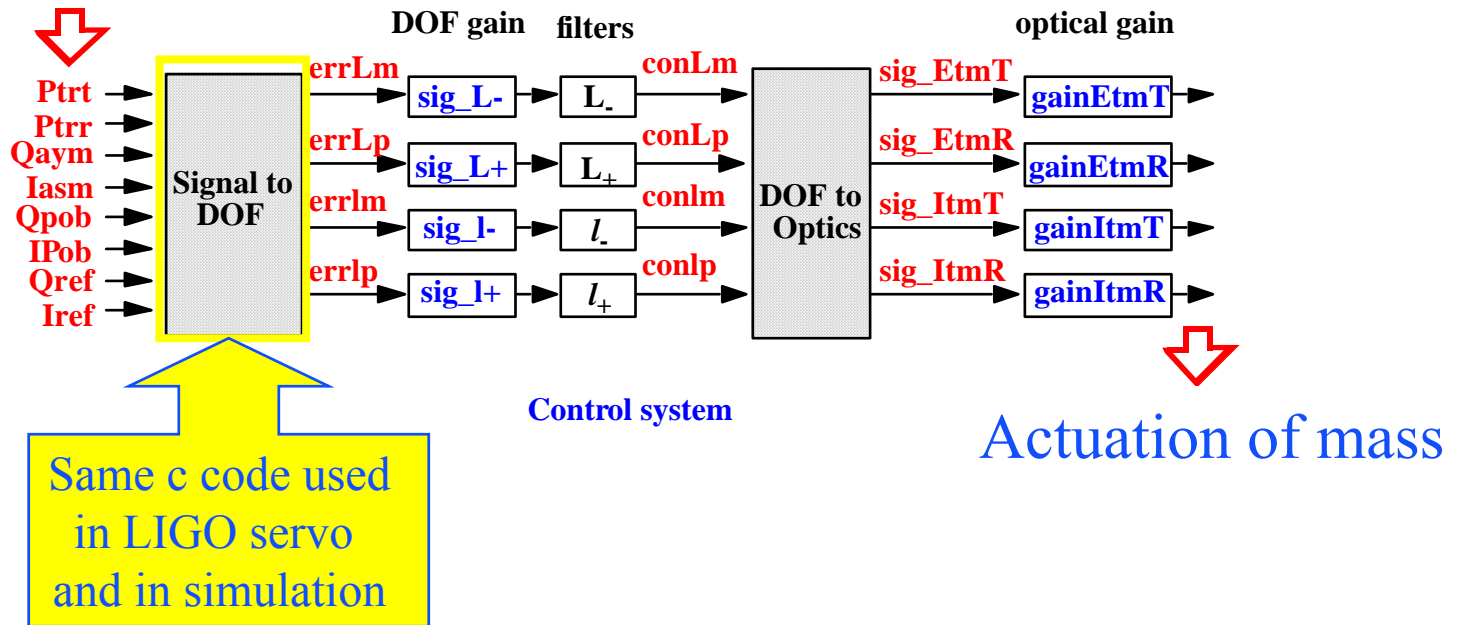 DOF gain filters optical gain
Ptrt
Ptrr
Qaym
Iasm
Qpob
IPob
Qref
Iref
Signal to
DOF
errLm
errLp
errlm
errlp
sig_L-
sig_L+
sig_l-
sig_l+
L-
L+
l-
l+
conLm
conLp
conlm
conlp
DOF to
Optics
sig_EtmT
sig_EtmR
sig_ItmT
sig_ItmR
gainEtmT
gainEtmR
gainItmT
gainItmR
Control system
Actuation of mass
Same c code used
in LIGO servo
and in simulation